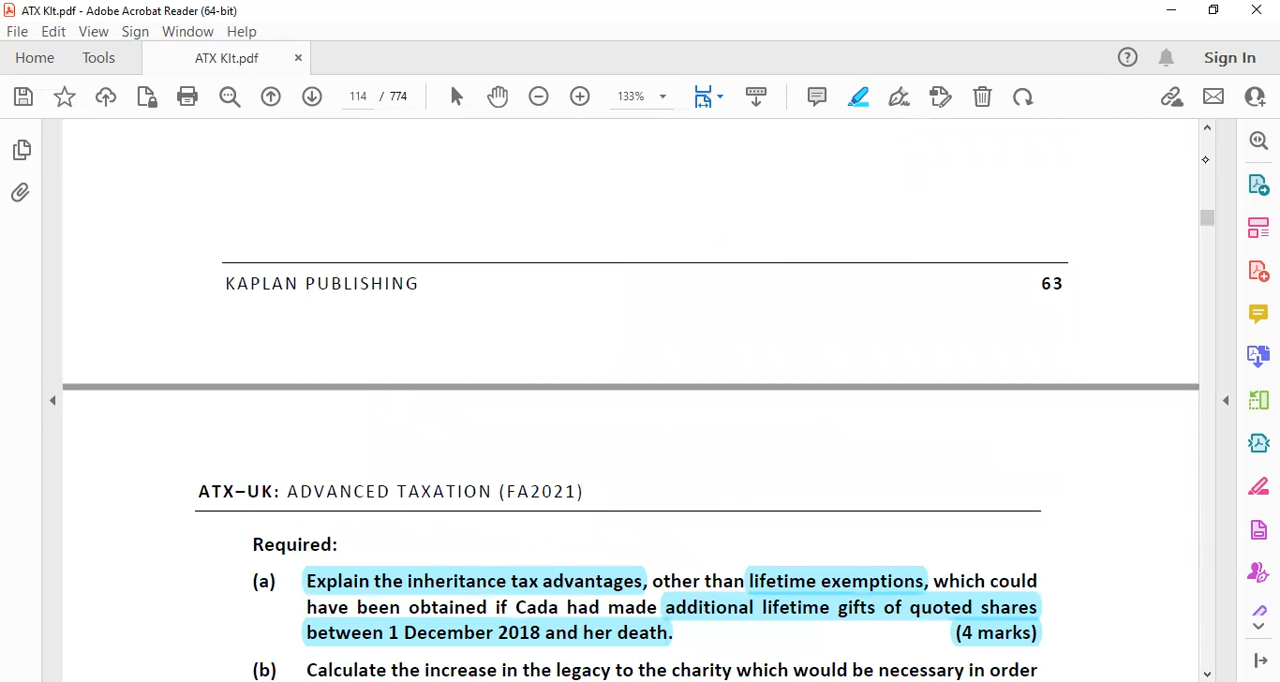 ATX KIt.pdf - Adobe Acrobat Reader (64-bit)
File Edit View Sign Window Help
Home Tools ATX KIt.pdf × Sign In
114 / 774 133%
KAPLAN PUBLISHING 63
ATX–UK: ADVANCED TAXATION (FA2021)
Required:
(a) Explain the inheritance tax advantages, other than lifetime exemptions, which could
have been obtained if Cada had made additional lifetime gifts of quoted shares
between 1 December 2018 and her death. (4 marks)
(b) Calculate the increase in the legacy to the charity which would be necessary in order